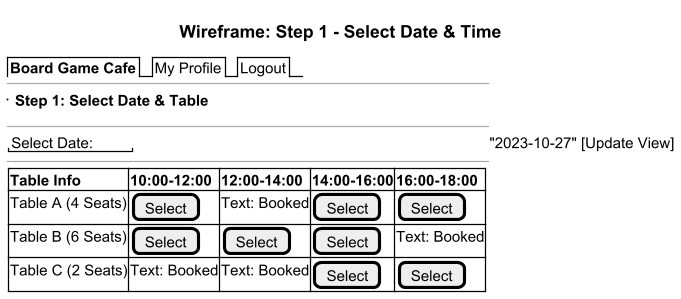 Wireframe: Step 1 - Select Date & Time
Board Game Cafe My Profile Logout
Step 1: Select Date & Table
Select Date: "2023-10-27" [Update View]
Table Info 10:00-12:00 12:00-14:00 14:00-16:00 16:00-18:00
Table A (4 Seats) Select Text: Booked Select Select
Table B (6 Seats) Select Select Select Text: Booked
Table C (2 Seats) Text: Booked Text: Booked Select Select